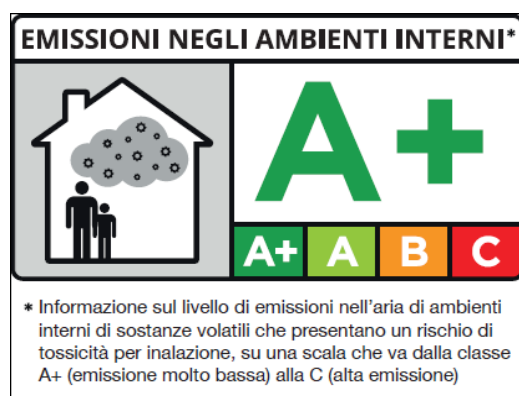 EMISSIONI NEGLI AMBIENTI INTERNI*
A+
A+ A B C
* Informazione sul livello di emissioni nell'aria di ambienti
interni di sostanze volatili che presentano un rischio di
tossicità per inalazione, su una scala che va dalla classe
A+ (emissione molto bassa) alla C (alta emissione)